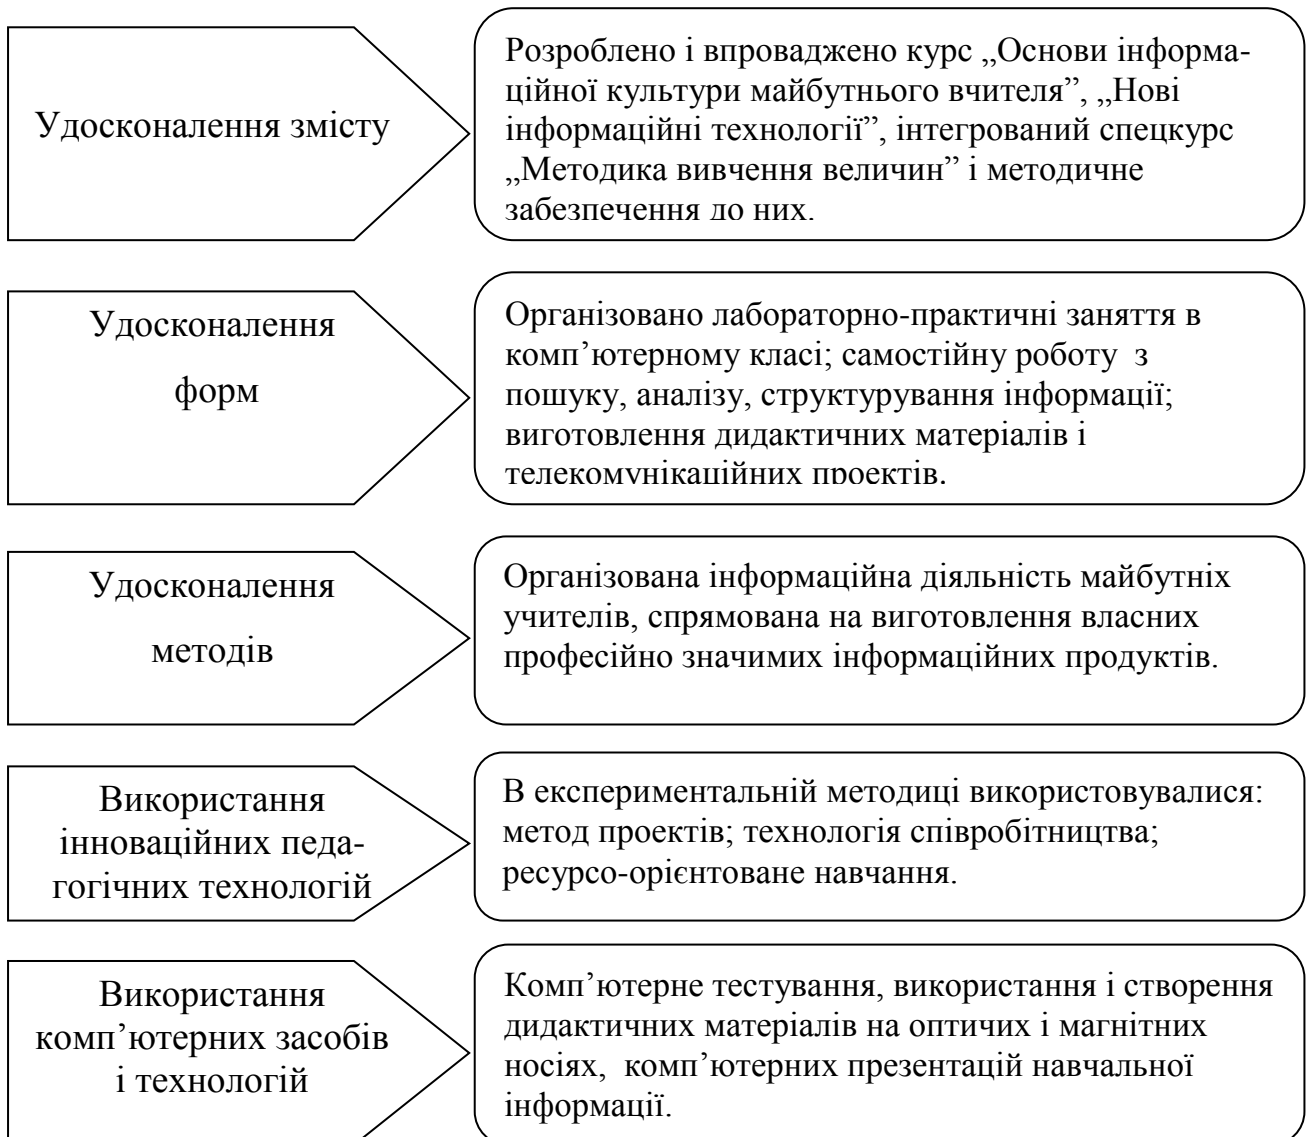 Удосконалення змісту
Розроблено і впроваджено курс „Основи інформа-
ційної культури майбутнього вчителя”, „Нові
інформаційні технології”, інтегрований спецкурс
„Методика вивчення величин” і методичне
забезпечення до них.
Удосконалення
форм
Організовано лабораторно-практичні заняття в
комп’ютерному класі; самостійну роботу з
пошуку, аналізу, структурування інформації;
виготовлення дидактичних матеріалів і
телекомунікаційних проектів.
Удосконалення
методів
Організована інформаційна діяльність майбутніх
учителів, спрямована на виготовлення власних
професійно значимих інформаційних продуктів.
Використання
інноваційних педа-
гогічних технологій
В експериментальній методиці використовувалися:
метод проектів; технологія співробітництва;
ресурсо-орієнтоване навчання.
Використання
комп’ютерних засобів
і технологій
Комп’ютерне тестування, використання і створення
дидактичних матеріалів на оптичих і магнітних
носіях, комп’ютерних презентацій навчальної
інформації.